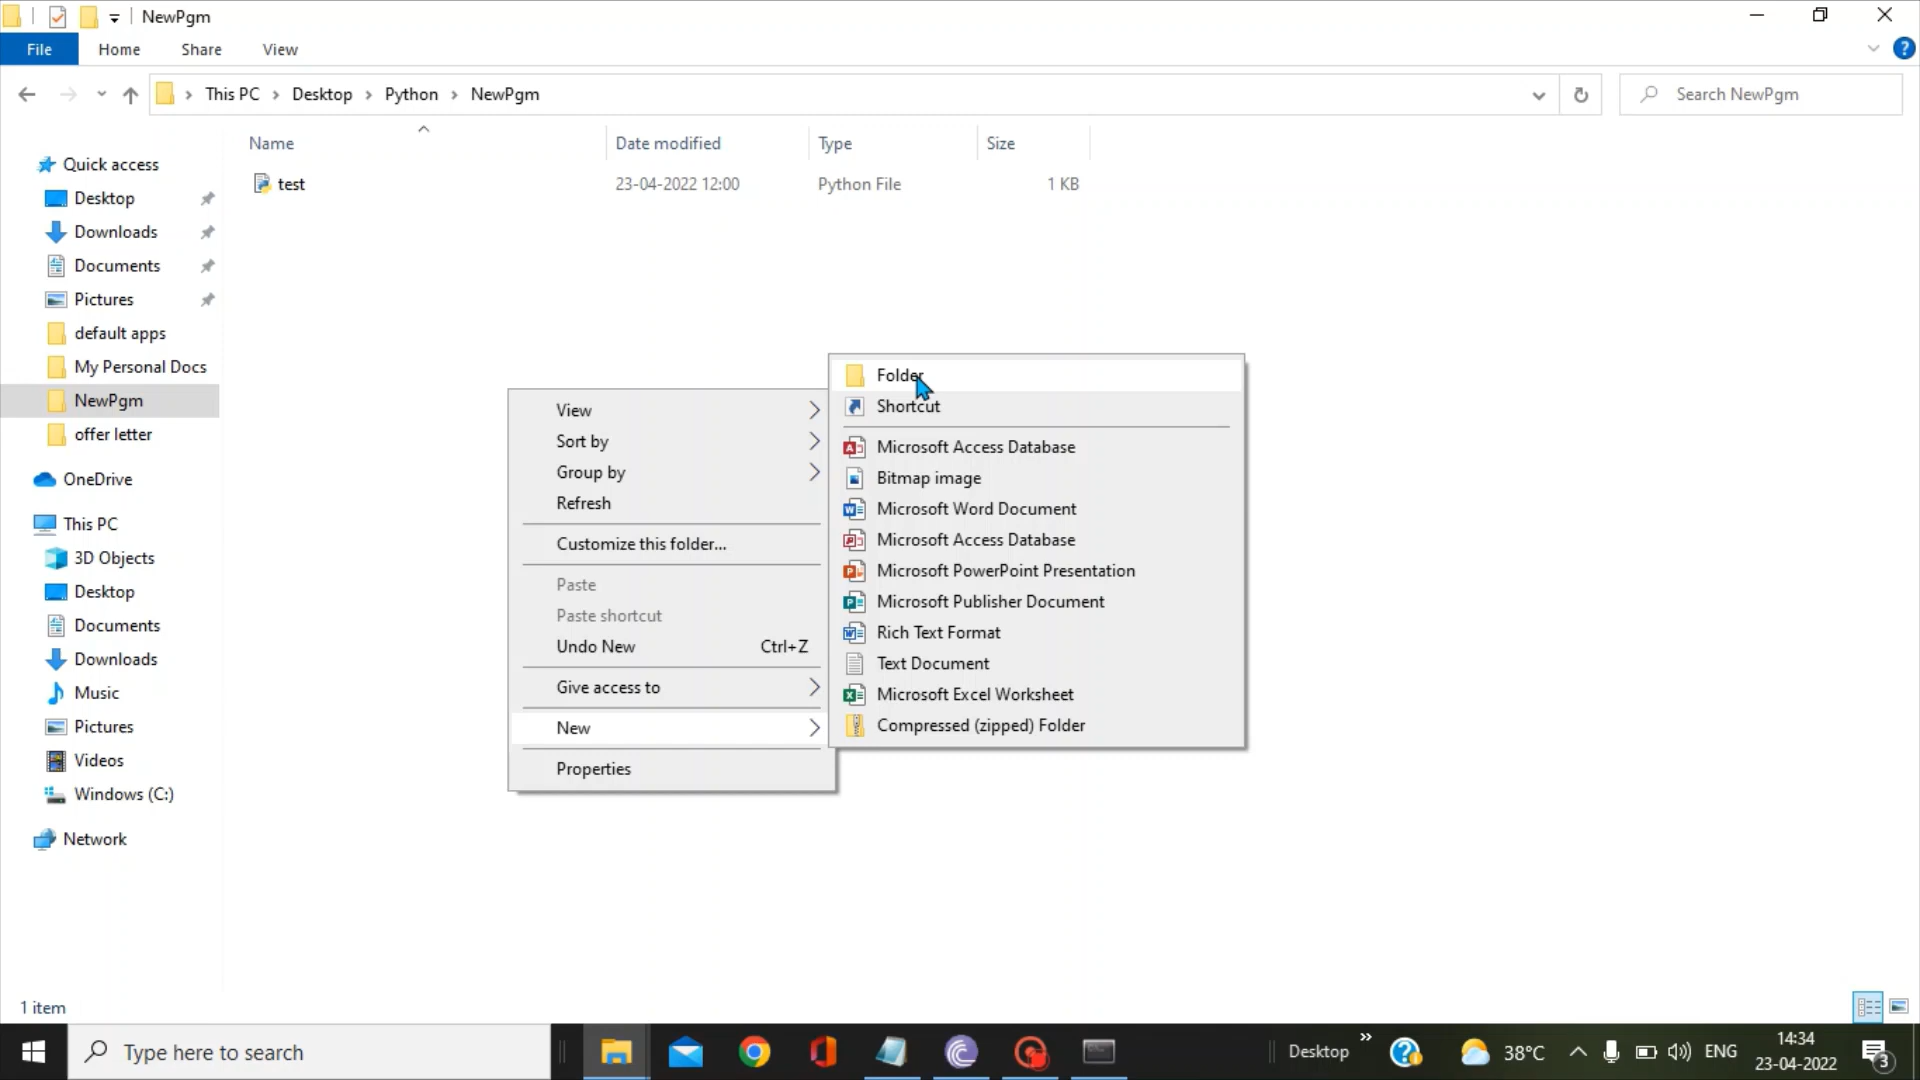 NewPgm
File Home Share View
?
This PC > Desktop > Python > NewPgm
Search NewPgm
Name Date modified Type Size
test 23-04-2022 12:00 Python File 1 KB
Quick access
Desktop
Downloads
Documents
Pictures
default apps
My Personal Docs
NewPgm
offer letter
OneDrive
This PC
3D Objects
Desktop
Documents
Downloads
Music
Pictures
Videos
Windows (C:)
Network
View
Sort by
Group by
Refresh
Customize this folder...
Paste
Paste shortcut
Undo New Ctrl+Z
Give access to
New
Properties
Folder
Shortcut
Microsoft Access Database
Bitmap image
Microsoft Word Document
Microsoft Access Database
Microsoft PowerPoint Presentation
Microsoft Publisher Document
Rich Text Format
Text Document
Microsoft Excel Worksheet
Compressed (zipped) Folder
1 item
Type here to search
Desktop » 38°C ENG
14:34
23-04-2022
3